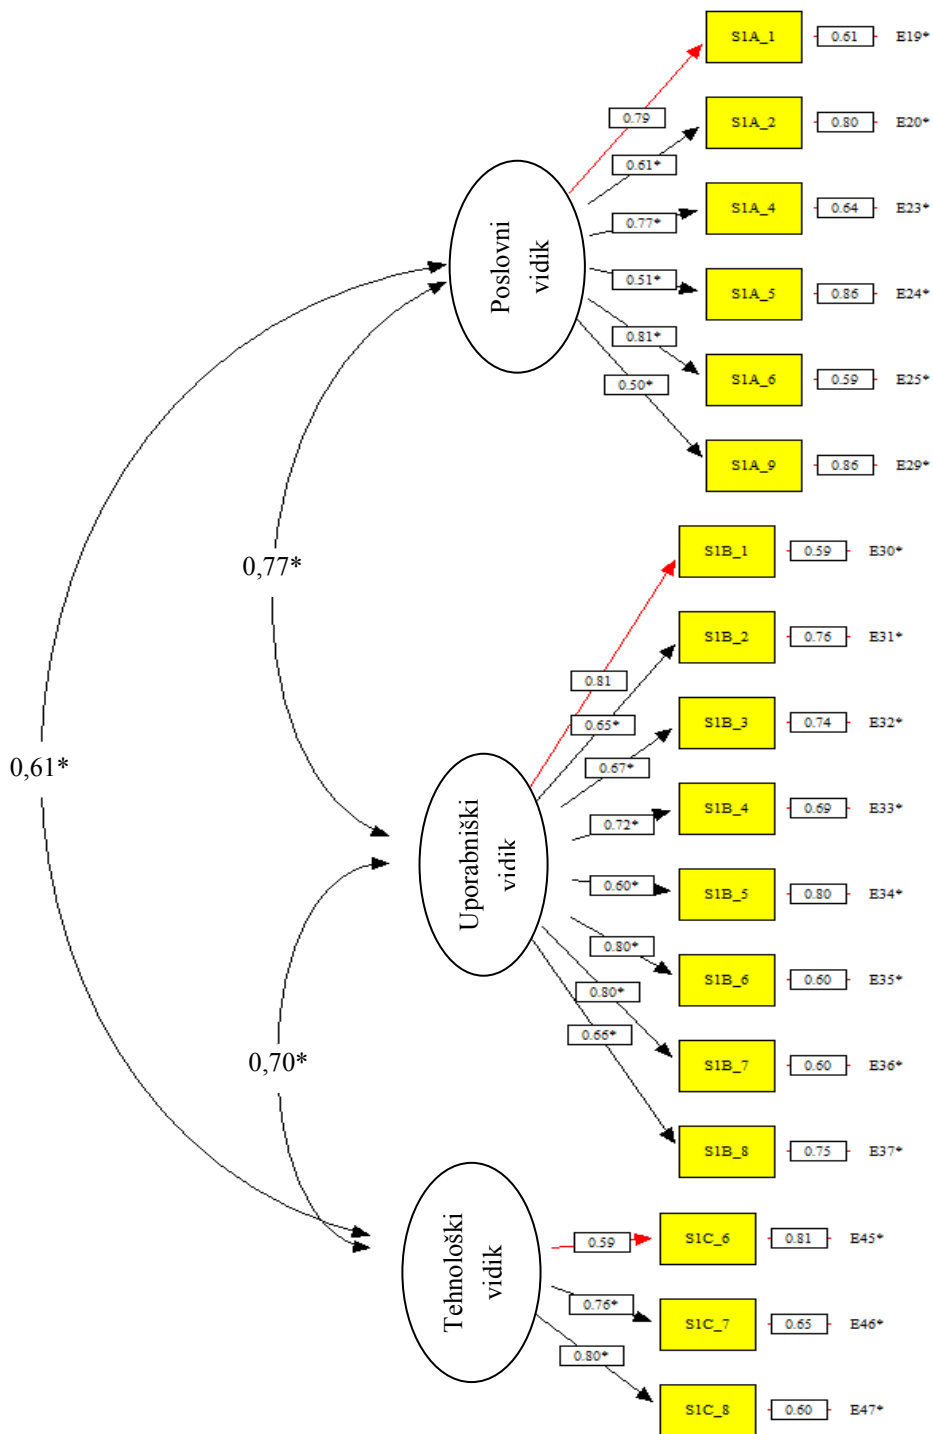 S1A_1 0.61 E19*
0.79
S1A_2 0.80 E20*
0.61*
S1A_4 0.64 E23*
0.77*
Poslovni
vidik
0.51*
S1A_5 0.86 E24*
0.81*
S1A_6 0.59 E25*
0.50*
S1A_9 0.86 E29*
0,77*
S1B_1 0.59 E30*
S1B_2 0.76 E31*
0.81
0.65*
S1B_3 0.74 E32*
0,61*
0.67*
S1B_4 0.69 E33*
0.72*
Uporabniški
vidik
0.60*
S1B_5 0.80 E34*
0.80*
S1B_6 0.60 E35*
0.80*
0.66*
0,70*
S1B_7 0.60 E36*
S1B_8 0.75 E37*
Tehnološki
vidik
0.59
S1C_6 0.81 E45*
0.76*
S1C_7 0.65 E46*
0.80*
S1C_8 0.60 E47*